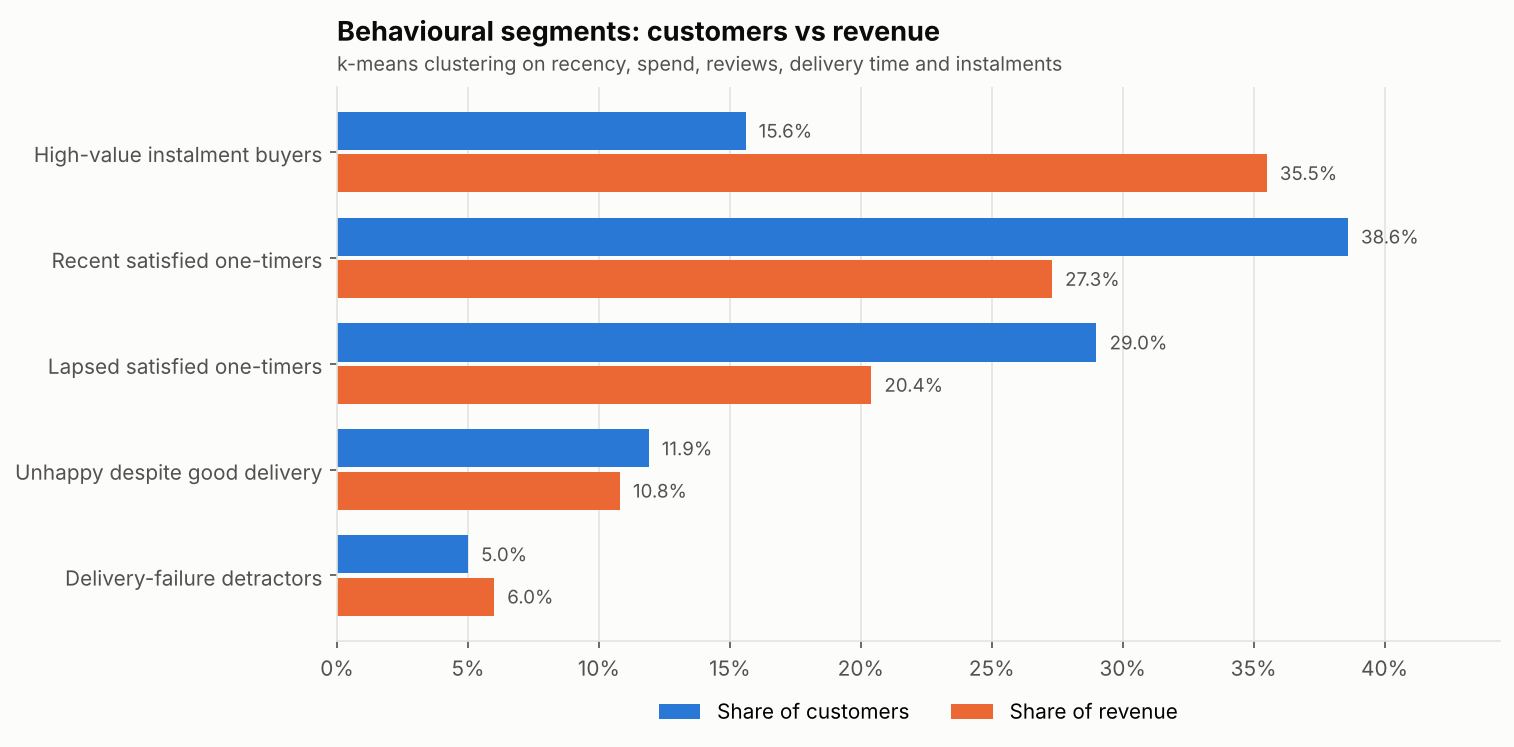 Behavioural segments: customers vs revenue
k-means clustering on recency, spend, reviews, delivery time and instalments
High-value instalment buyers
15.6%
35.5%
Recent satisfied one-timers
38.6%
27.3%
Lapsed satisfied one-timers
29.0%
20.4%
Unhappy despite good delivery
11.9%
10.8%
Delivery-failure detractors
5.0%
6.0%
0% 5% 10% 15% 20% 25% 30% 35% 40%
Share of customers Share of revenue